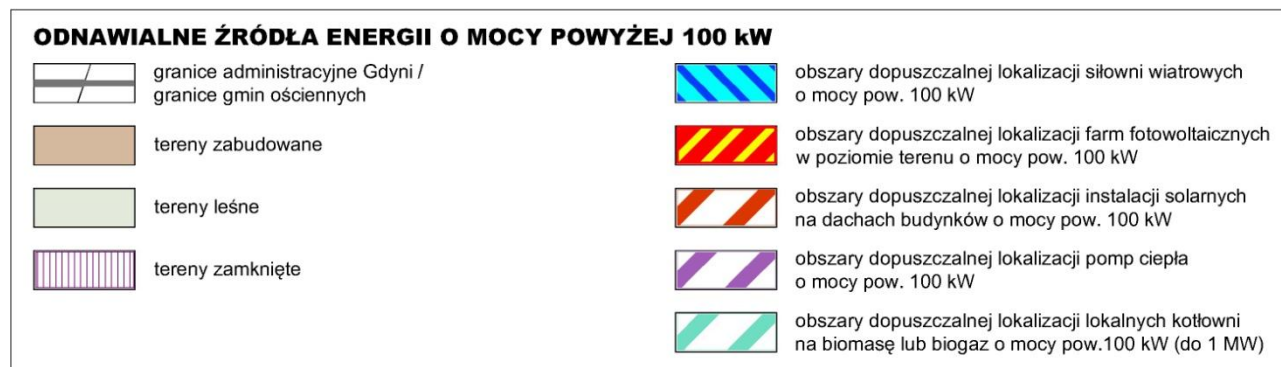 ODNAWIALNE ŹRÓDŁA ENERGII O MOCY POWYŻEJ 100 kW
granice administracyjne Gdyni /
granice gmin ościennych
tereny zabudowane
tereny leśne
tereny zamknięte
obszary dopuszczalnej lokalizacji siłowni wiatrowych
o mocy pow. 100 kW
obszary dopuszczalnej lokalizacji farm fotowoltaicznych
w poziomie terenu o mocy pow. 100 kW
obszary dopuszczalnej lokalizacji instalacji solarnych
na dachach budynków o mocy pow. 100 kW
obszary dopuszczalnej lokalizacji pomp ciepła
o mocy pow. 100 kW
obszary dopuszczalnej lokalizacji lokalnych kotłowni
na biomasę lub biogaz o mocy pow.100 kW (do 1 MW)